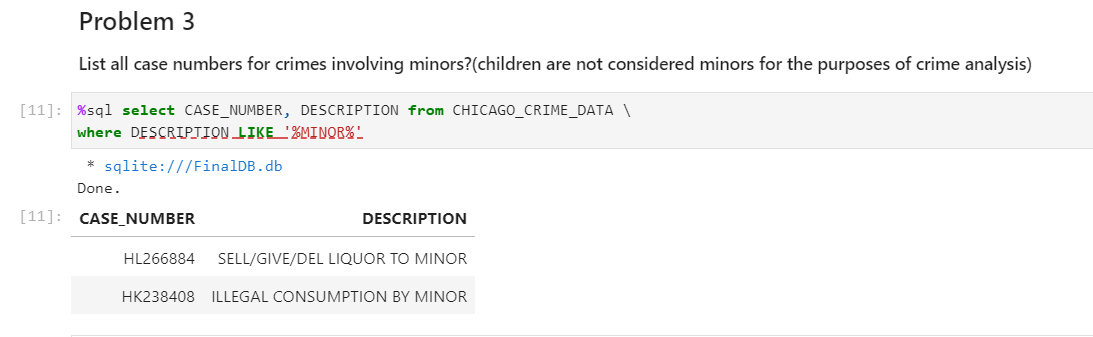 Problem 3
List all case numbers for crimes involving minors?(children are not considered minors for the purposes of crime analysis)
[11]: %sql select CASE_NUMBER, DESCRIPTION from CHICAGO_CRIME_DATA \
where DESCRIPTION LIKE '%MINOR%'
* sqlite:///FinalDB.db
Done.
[11]: CASE_NUMBER DESCRIPTION
HL266884 SELL/GIVE/DEL LIQUOR TO MINOR
HK238408 ILLEGAL CONSUMPTION BY MINOR